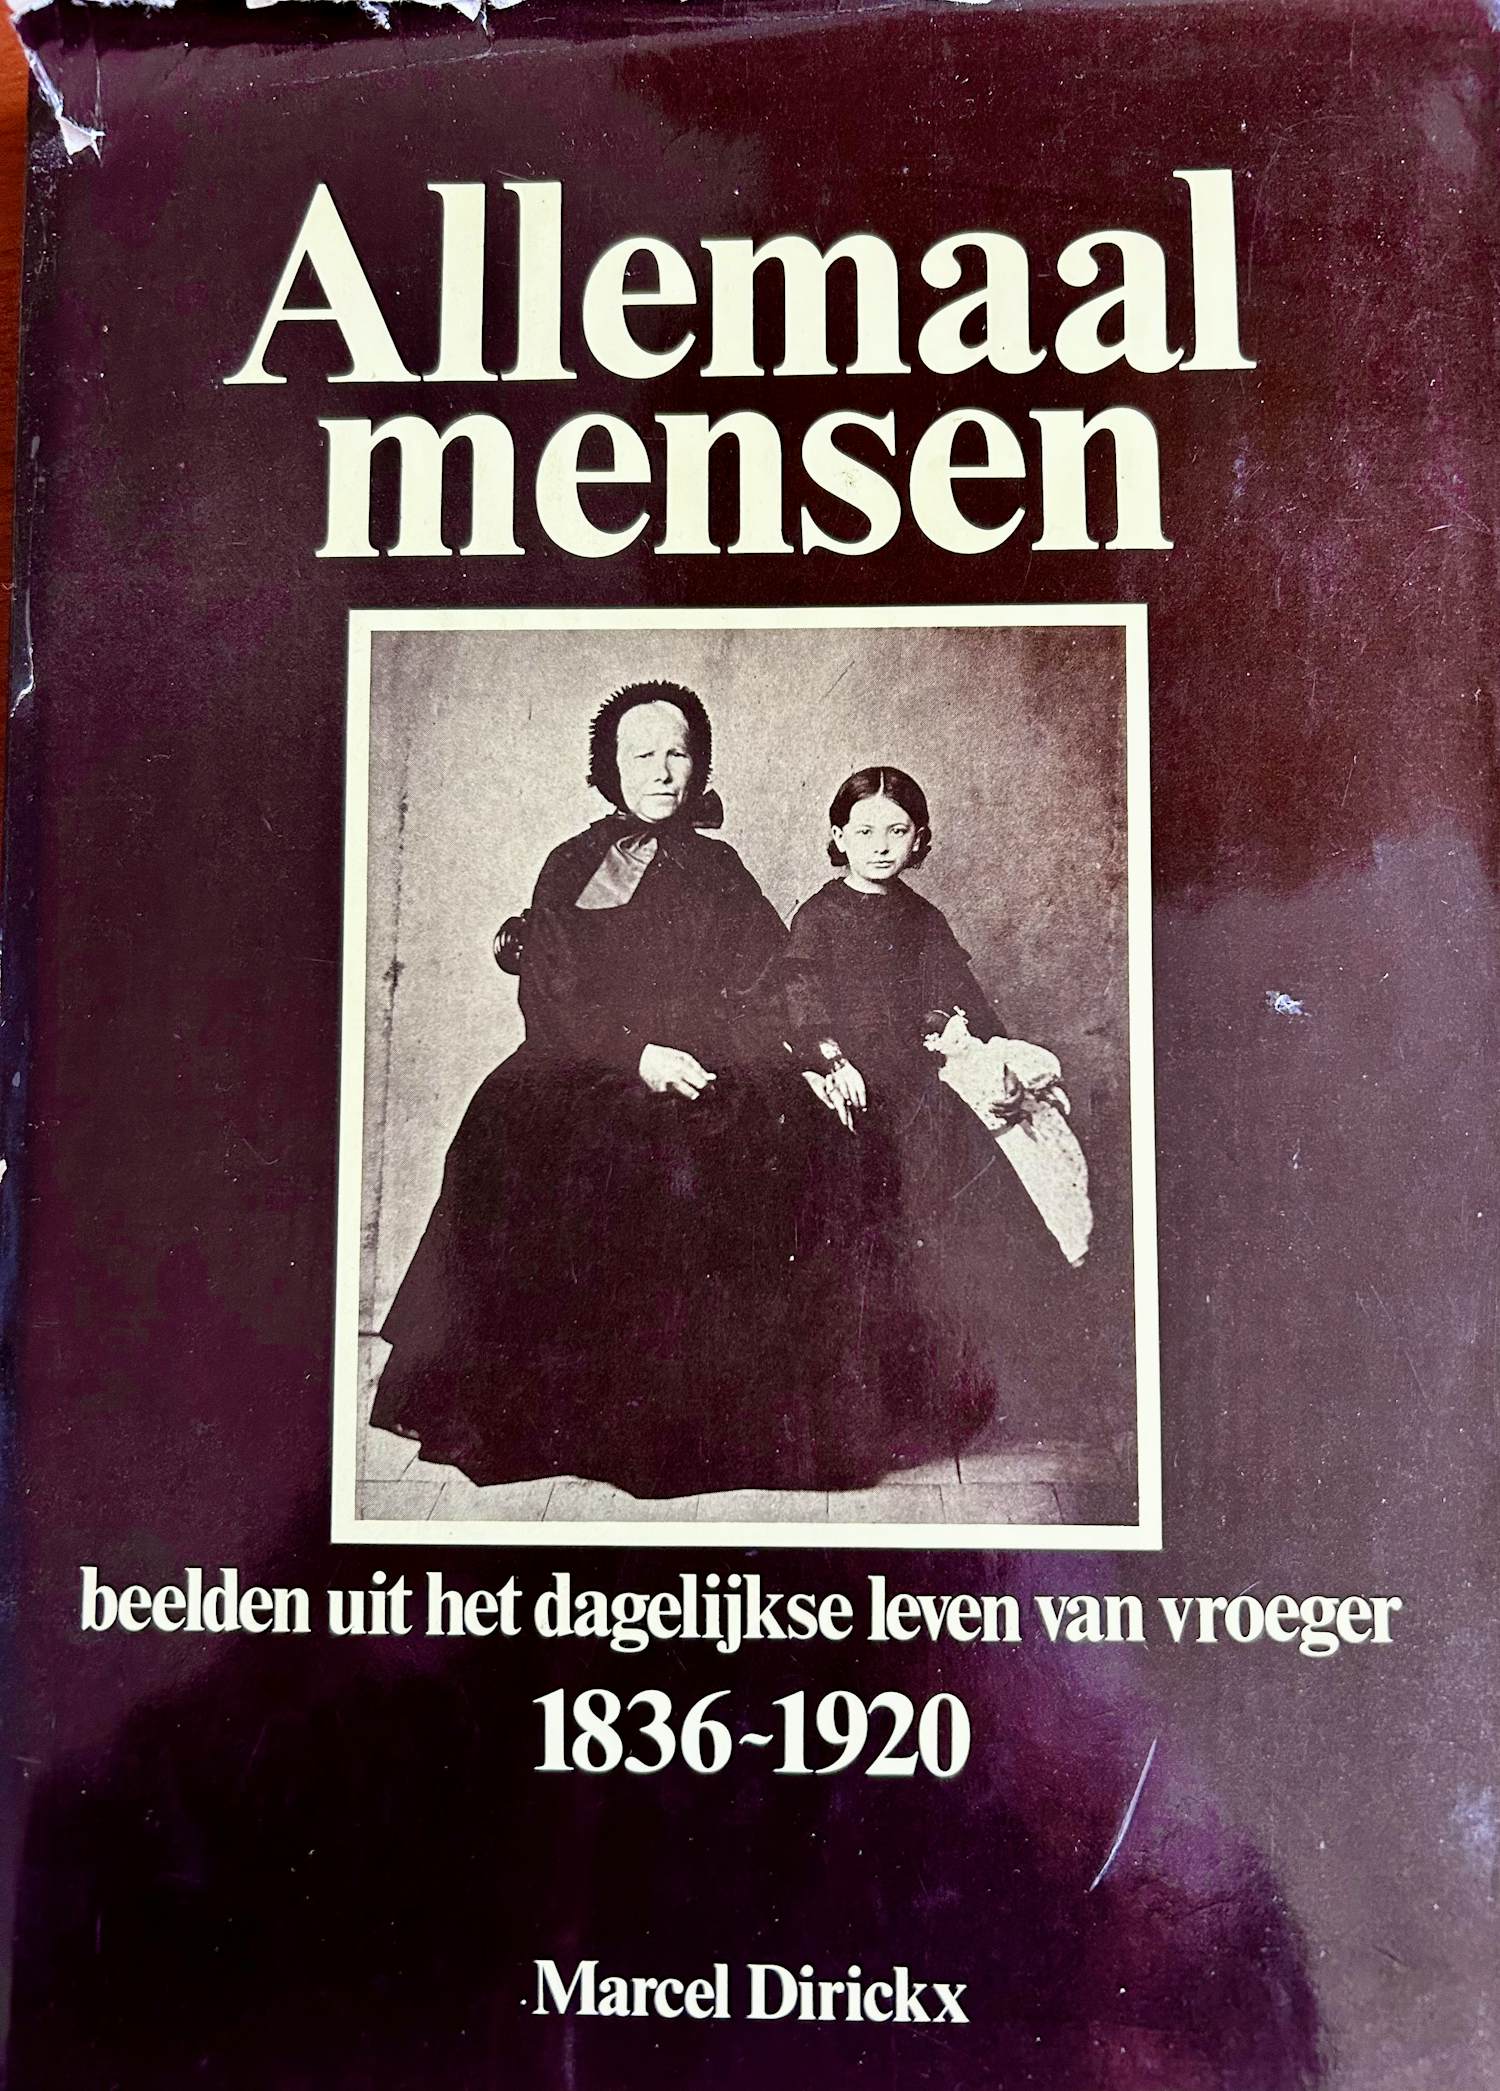 Allemaal
mensen
beelden uit het dagelijkse leven van vroeger
1836-1920
Marcel Dirickx